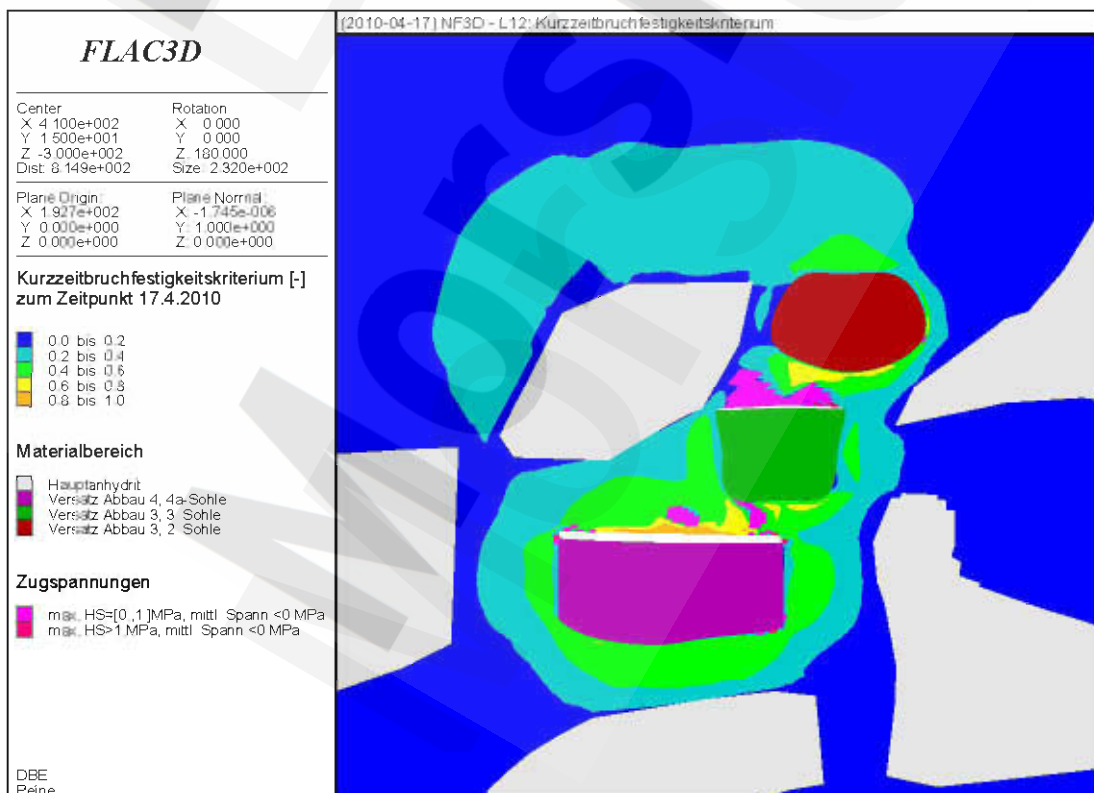 (2010-04-17) NF3D - L12: Kurzzeitbruchfestigkeitskriterium
FLAC3D
Center Rotation
X: 4.100e+002 X: 0.000
Y: 1.500e+001 Y: 0.000
Z: -3.000e+002 Z: 180.000
Dist: 8.149e+002 Size: 2.320e+002
Plane Origin: Plane Normal:
X: 1.927e+002 X: -1.745e-006
Y: 0.000e+000 Y: 1.000e+000
Z: 0.000e+000 Z: 0.000e+000
Kurzzeitbruchfestigkeitskriterium [-]
zum Zeitpunkt 17.4.2010
0.0 bis 0.2
0.2 bis 0.4
0.4 bis 0.6
0.6 bis 0.8
0.8 bis 1.0
Materialbereich
Hauptanhydrit
Versatz Abbau 4, 4a-Sohle
Versatz Abbau 3, 3. Sohle
Versatz Abbau 3, 2. Sohle
Zugspannungen
max. HS=[0.,1.]MPa, mittl. Spann.<0 MPa
max. HS>1.MPa, mittl. Spann.<0 MPa
DBE
Peine